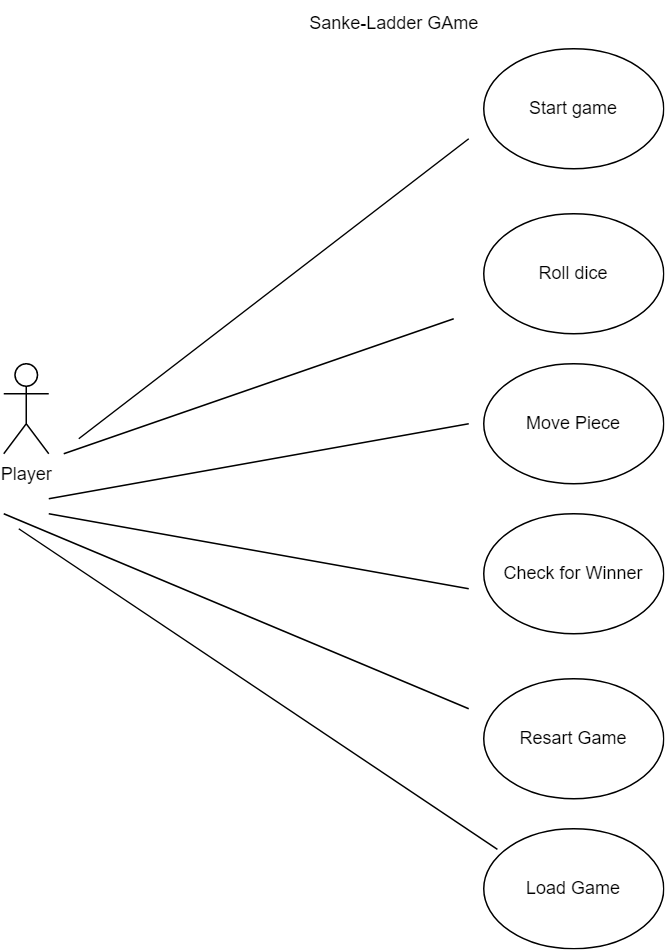 Sanke-Ladder GAme
Start game
Roll dice
Move Piece
Player
Check for Winner
Resart Game
Load Game